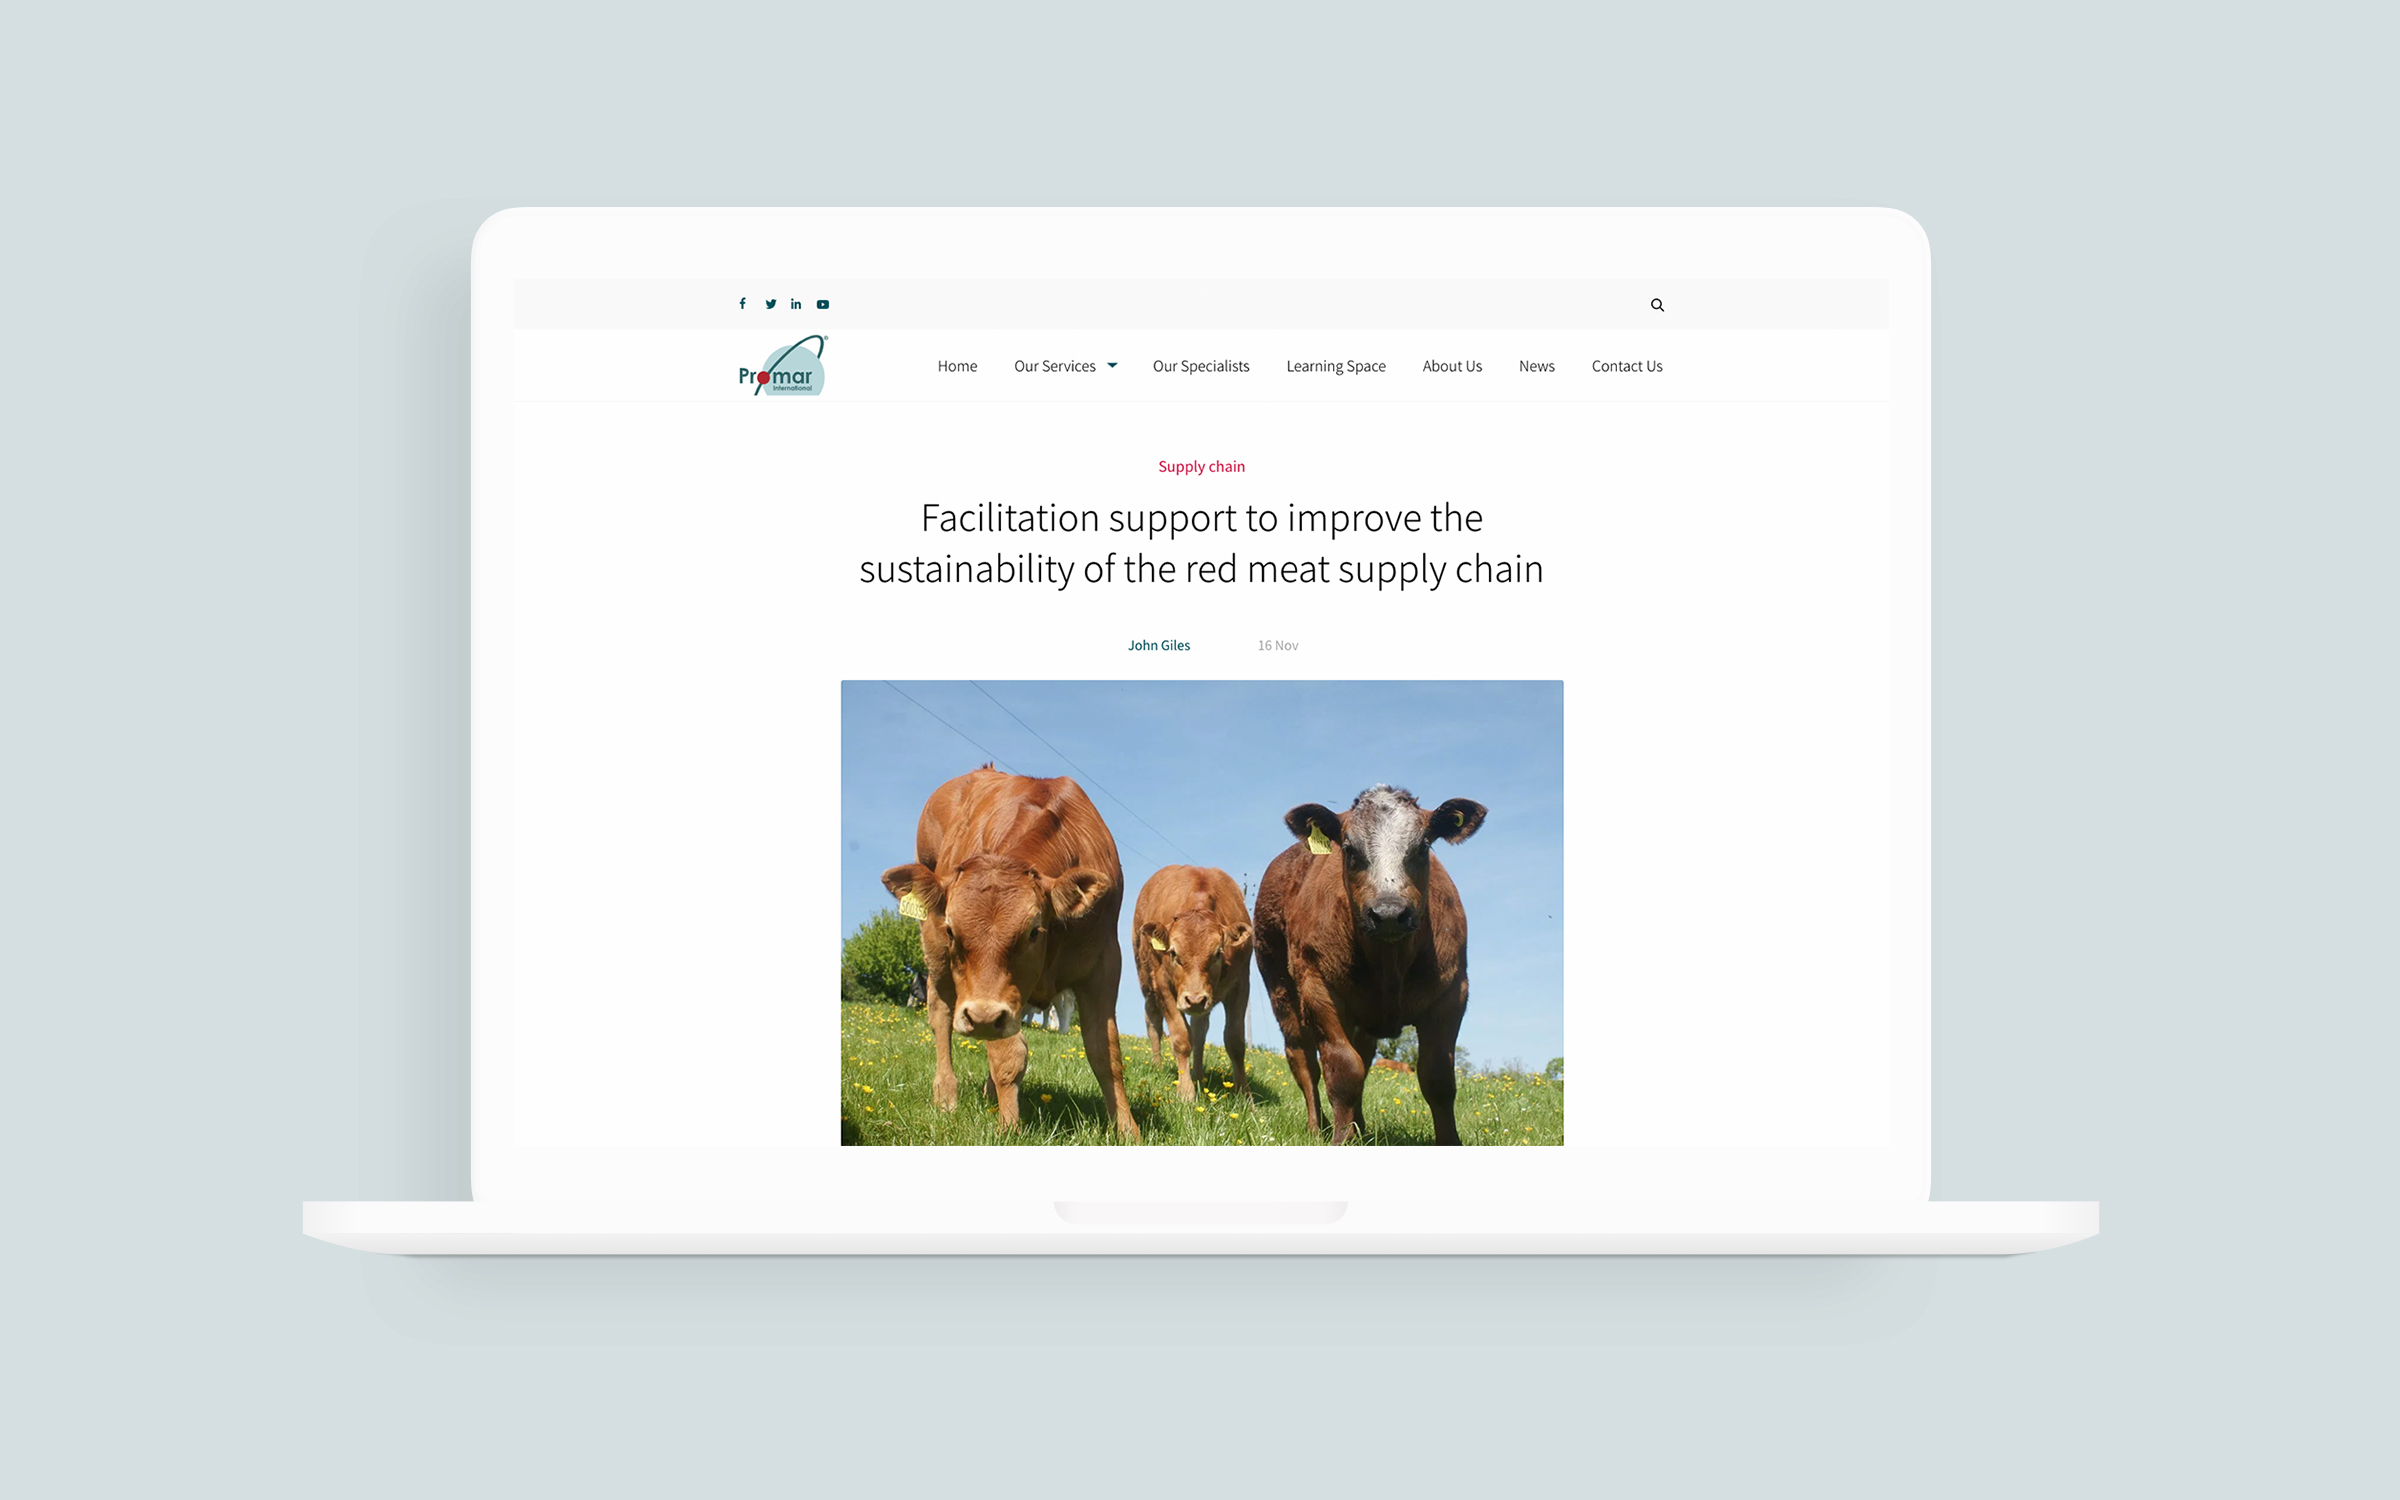 Promar
International
Home Our Services Our Specialists Learning Space About Us News Contact Us
Supply chain
Facilitation support to improve the
sustainability of the red meat supply chain
John Giles 16 Nov